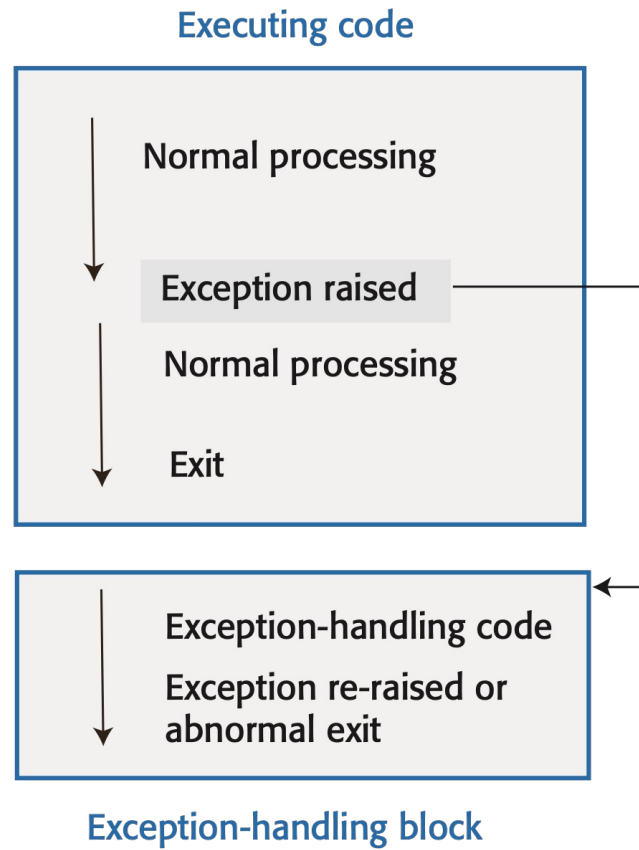 Executing code
Normal processing
Exception raised
Normal processing
Exit
Exception-handling code
Exception re-raised or
abnormal exit
Exception-handling block